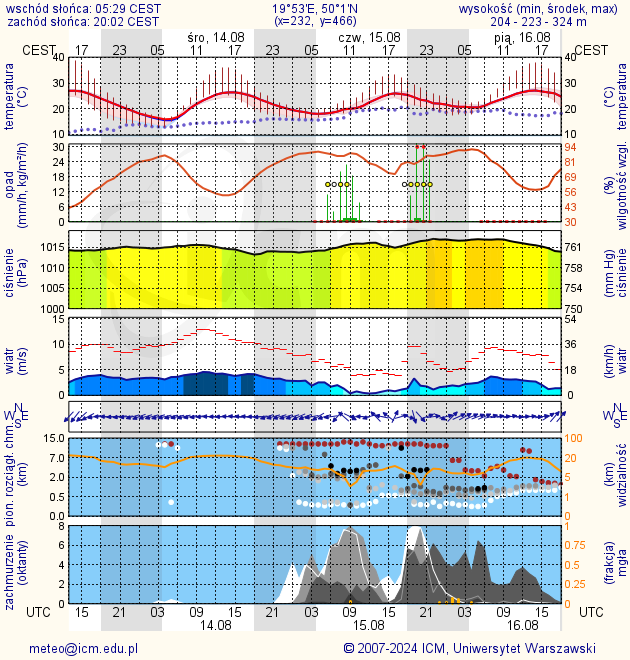 wschód słońca: 05:29 CEST 19°53'E, 50°1'N wysokość (min, środek, max)
zachód słońca: 20:02 CEST (x=232, y=466) 204 - 223 - 324 m
śro, 14.08 czw, 15.08 pią, 16.08
CEST 17 23 05 11 17 23 05 11 17 23 05 11 17 CEST
temperatura (°C) 40 30 20 10 40 30 20 10 temperatura (°C)
opad (mm/h, kg/m²/h) 30 24 18 12 6 0 94 81 69 56 43 30 (%) wilgotność wzgl.
ciśnienie (hPa) 1015 1010 1005 1000 761 758 754 750 (mm Hg) ciśnienie
wiatr (m/s) 15 10 5 0 54 36 18 0 (km/h) wiatr
N W E S N W E S
pion. rozciągł. chm. (km) 15.0 7.0 2.0 0.5 0.0 100 20 5 1 0 (km) widzialność
zachmurzenie (oktanty) 8 6 4 2 0 1 0.75 0.5 0.25 0 (frakcja) mgła
UTC 15 21 03 09 15 21 03 09 15 21 03 09 15 UTC
14.08 15.08 16.08
meteo@icm.edu.pl © 2007-2024 ICM, Uniwersytet Warszawski